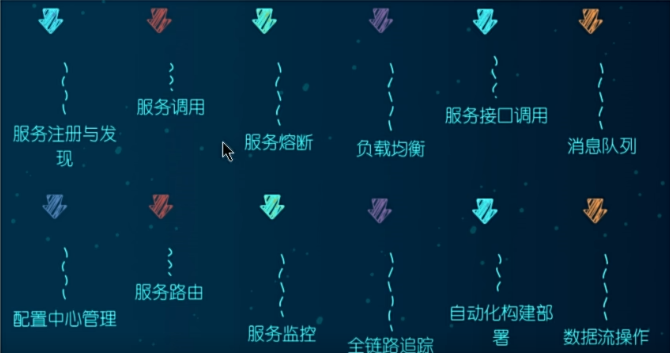 服务注册与发
现
服务调用
服务熔断
负载均衡
服务接口调用
消息队列
配置中心管理
服务路由
服务监控
全链路追踪
自动化构建部
署
数据流操作